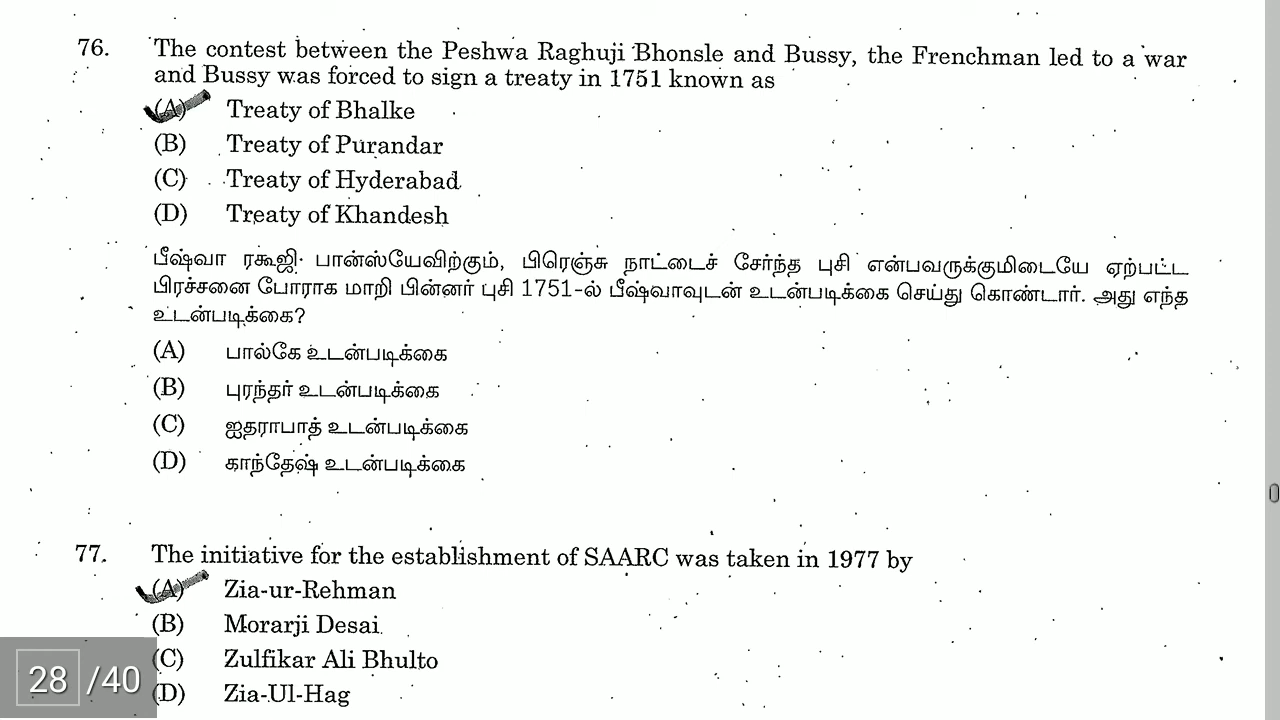 76. The contest between the Peshwa Raghuji Bhonsle and Bussy, the Frenchman led to a war
and Bussy was forced to sign a treaty in 1751 known as
(A) Treaty of Bhalke
(B) Treaty of Purandar
(C) Treaty of Hyderabad
(D) Treaty of Khandesh
பீஷ்வா ரகூஜி பான்ஸ்யேவிற்கும், பிரெஞ்சு நாட்டைச் சேர்ந்த புசி என்பவருக்குமிடையே ஏற்பட்ட
பிரச்சனை போராக மாறி பின்னர் புசி 1751-ல் பீஷ்வாவுடன் உடன்படிக்கை செய்து கொண்டார். அது எந்த
உடன்படிக்கை?
(A) பால்கே உடன்படிக்கை
(B) புரந்தர் உடன்படிக்கை
(C) ஐதராபாத் உடன்படிக்கை
(D) காந்தேஷ் உடன்படிக்கை
77. The initiative for the establishment of SAARC was taken in 1977 by
(A) Zia-ur-Rehman
(B) Morarji Desai
(C) Zulfikar Ali Bhulto
(D) Zia-Ul-Hag
28 /40